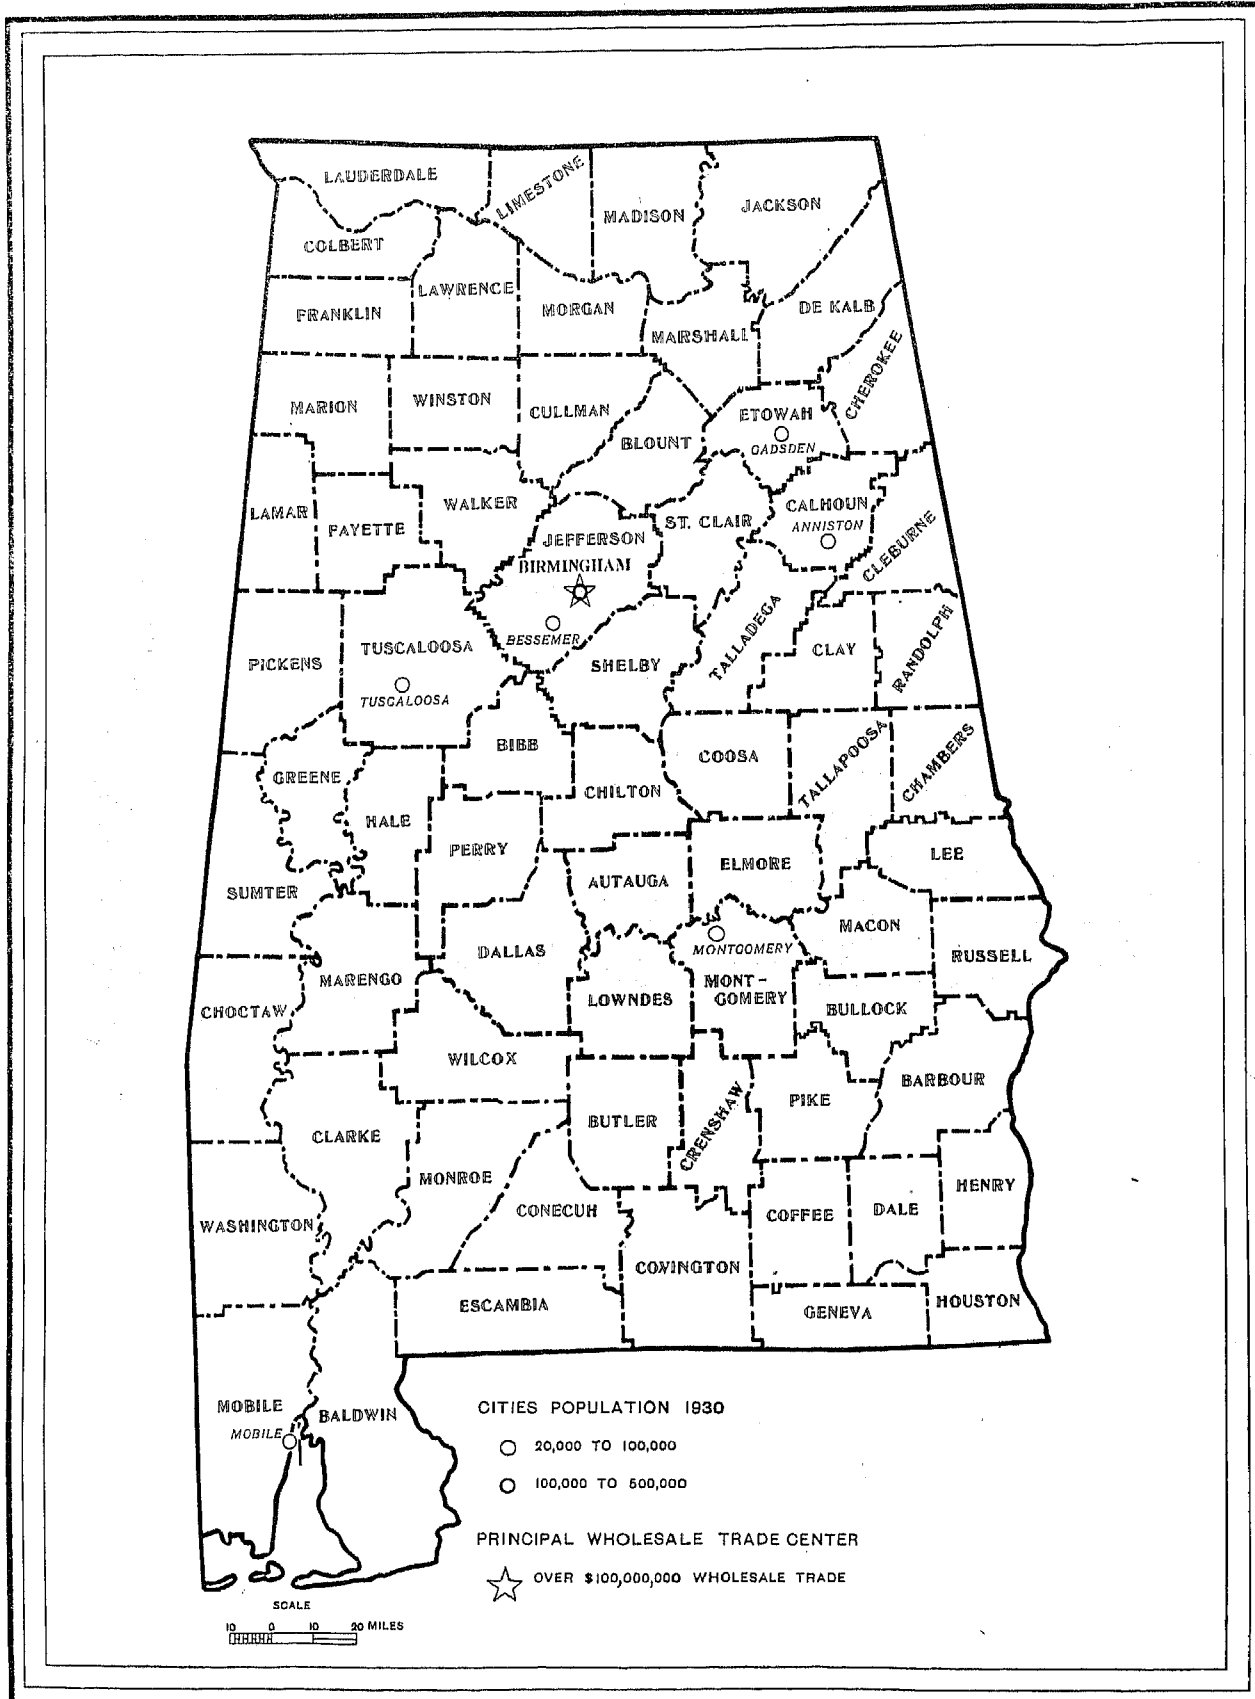 LAUDERDALE
LIMESTONE
MADISON
JACKSON
COLBERT
LAWRENCE
FRANKLIN
MORGAN
MARSHALL
DE KALB
CHEROKEE
MARION
WINSTON
CULLMAN
BLOUNT
ETOWAH
GADSDEN
LAMAR
FAYETTE
WALKER
JEFFERSON
BIRMINGHAM
BESSEMER
ST. CLAIR
CALHOUN
ANNISTON
CLEBURNE
PICKENS
TUSCALOOSA
TUSCALOOSA
SHELBY
TALLADEGA
CLAY
RANDOLPH
GREENE
HALE
BIBB
PERRY
CHILTON
COOSA
TALLAPOOSA
CHAMBERS
SUMTER
AUTAUGA
ELMORE
LEE
MACON
RUSSELL
MONTGOMERY
CHOCTAW
MARENGO
DALLAS
LOWNDES
MONT-
GOMERY
BULLOCK
WILCOX
BARBOUR
PIKE
BUTLER
CRENSHAW
CLARKE
MONROE
CONECUH
COFFEE
DALE
HENRY
WASHINGTON
COVINGTON
ESCAMBIA
GENEVA
HOUSTON
MOBILE
MOBILE
BALDWIN
CITIES POPULATION 1930
20,000 TO 100,000
100,000 TO 500,000
PRINCIPAL WHOLESALE TRADE CENTER
OVER $100,000,000 WHOLESALE TRADE
SCALE
10 0 10 20 MILES